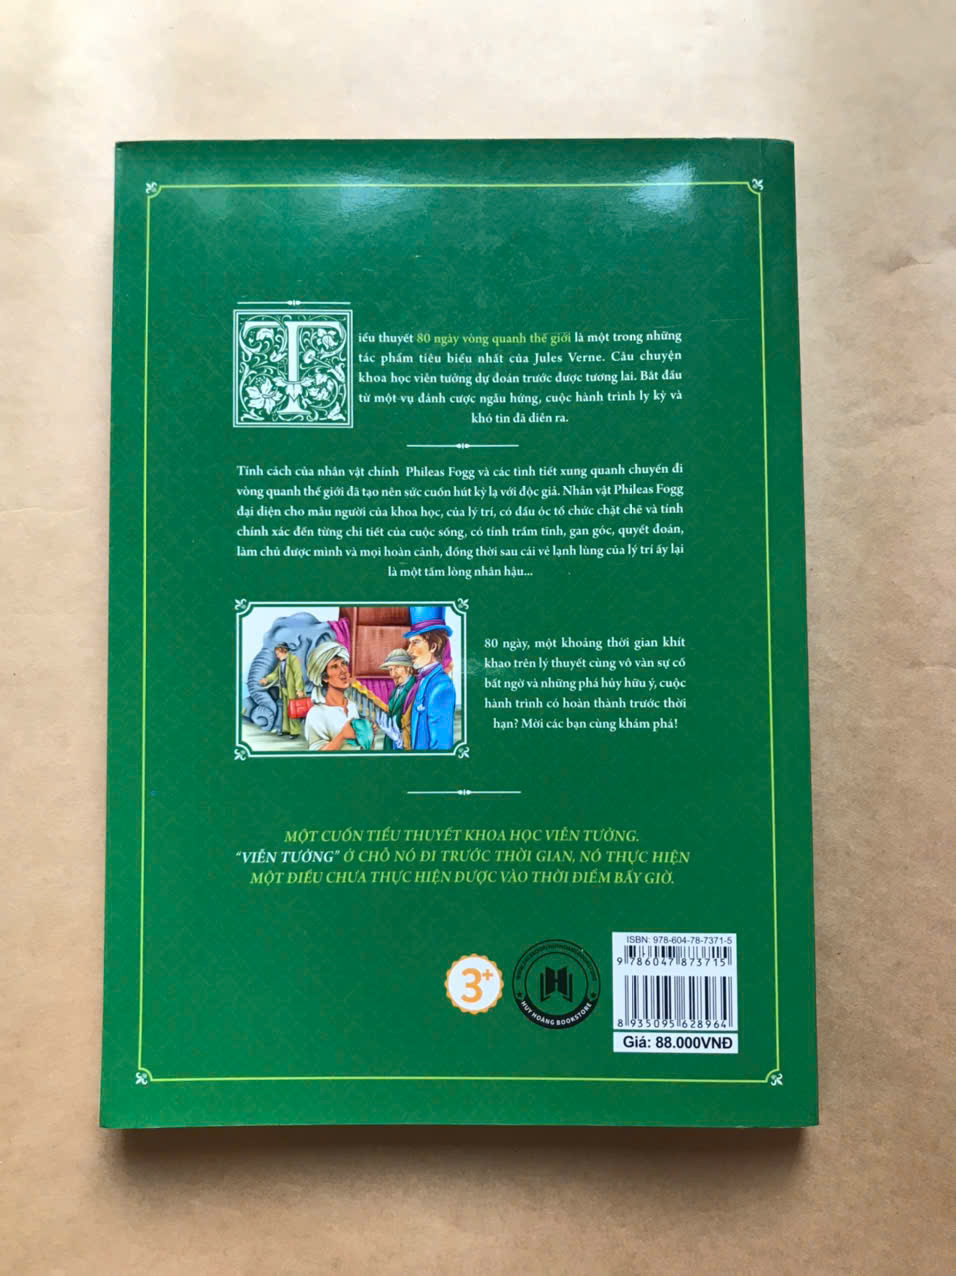 Tiểu thuyết 80 ngày vòng quanh thế giới là một trong những
tác phẩm tiêu biểu nhất của Jules Verne. Câu chuyện
khoa học viễn tưởng dự đoán trước được tương lai. Bắt đầu
từ một vụ đánh cược ngẫu hứng, cuộc hành trình ly kỳ và
khó tin đã diễn ra.
Tính cách của nhân vật chính Phileas Fogg và các tình tiết xung quanh chuyến đi
vòng quanh thế giới đã tạo nên sức cuốn hút kỳ lạ với độc giả. Nhân vật Phileas Fogg
đại diện cho mẫu người của khoa học, của lý trí, có đầu óc tổ chức chặt chẽ và tính
chính xác đến từng chi tiết của cuộc sống, có tính trầm tĩnh, gan góc, quyết đoán,
làm chủ được mình và mọi hoàn cảnh, đồng thời sau cái vẻ lạnh lùng của lý trí ấy lại
là một tấm lòng nhân hậu...
80 ngày, một khoảng thời gian khít
khao trên lý thuyết cùng vô vàn sự cố
bất ngờ và những phá hủy hữu ý, cuộc
hành trình có hoàn thành trước thời
hạn? Mời các bạn cùng khám phá!
MỘT CUỐN TIỂU THUYẾT KHOA HỌC VIỄN TƯỞNG.
“VIỄN TƯỞNG” Ở CHỖ NÓ ĐI TRƯỚC THỜI GIAN, NÓ THỰC HIỆN
MỘT ĐIỀU CHƯA THỰC HIỆN ĐƯỢC VÀO THỜI ĐIỂM BẤY GIỜ.
3+
HUY HOANG BOOKSTORE
ISBN: 978-604-78-7371-5
9 786047 873715
8 935095 628964
Giá: 88.000VNĐ